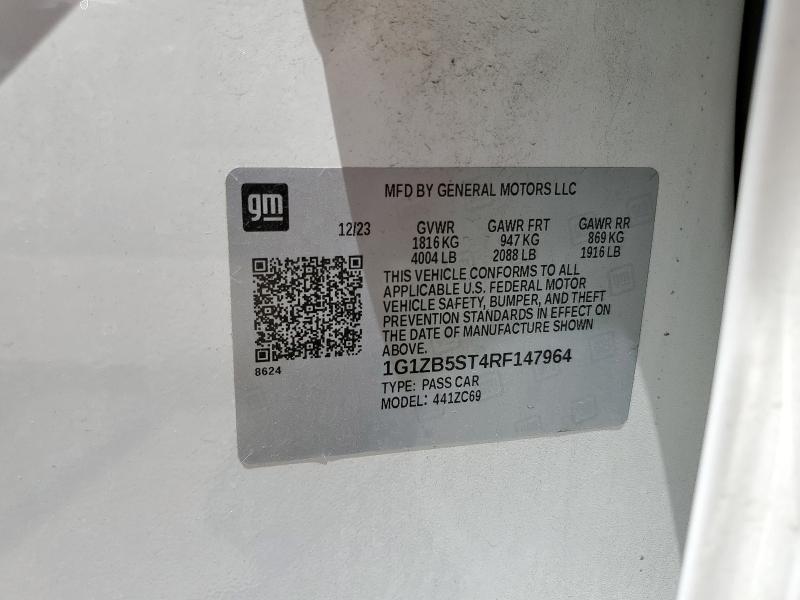 gm
MFD BY GENERAL MOTORS LLC
12/23 GVWR GAWR FRT GAWR RR
1816 KG 947 KG 869 KG
4004 LB 2088 LB 1916 LB
THIS VEHICLE CONFORMS TO ALL
APPLICABLE U.S. FEDERAL MOTOR
VEHICLE SAFETY, BUMPER, AND THEFT
PREVENTION STANDARDS IN EFFECT ON
THE DATE OF MANUFACTURE SHOWN
ABOVE.
8624
1G1ZB5ST4RF147964
TYPE: PASS CAR
MODEL: 441ZC69